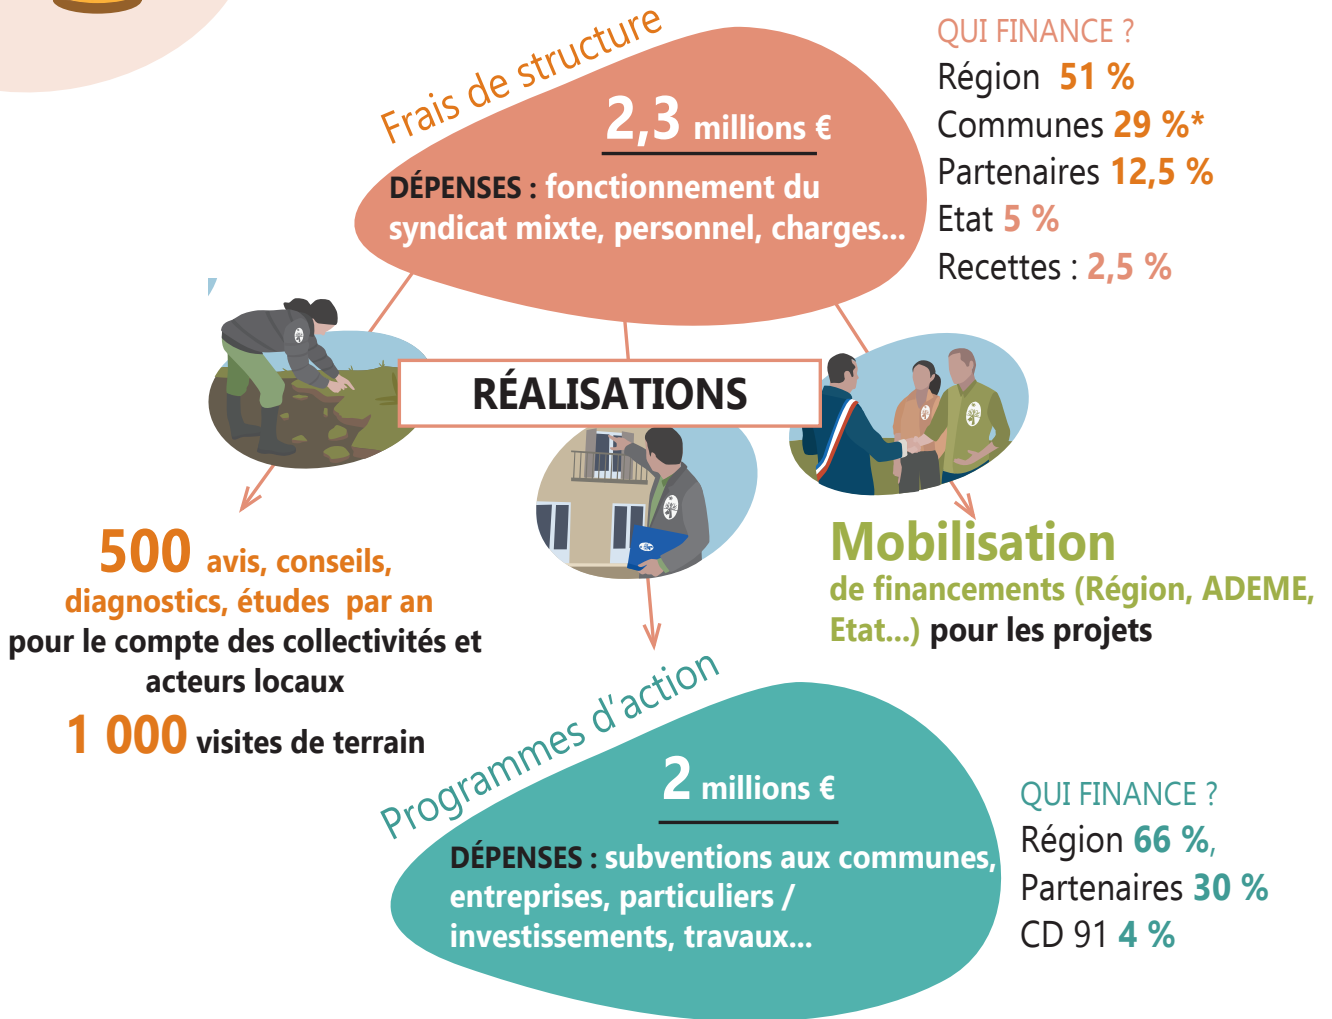 Frais de structure
2,3 millions €
DÉPENSES : fonctionnement du
syndicat mixte, personnel, charges...
QUI FINANCE ?
Région 51 %
Communes 29 %*
Partenaires 12,5 %
Etat 5 %
Recettes : 2,5 %
RÉALISATIONS
500 avis, conseils,
diagnostics, études par an
pour le compte des collectivités et
acteurs locaux
1 000 visites de terrain
Mobilisation
de financements (Région, ADEME,
Etat...) pour les projets
Programmes d'action
2 millions €
DÉPENSES : subventions aux communes,
entreprises, particuliers /
investissements, travaux...
QUI FINANCE ?
Région 66 %,
Partenaires 30 %
CD 91 4 %